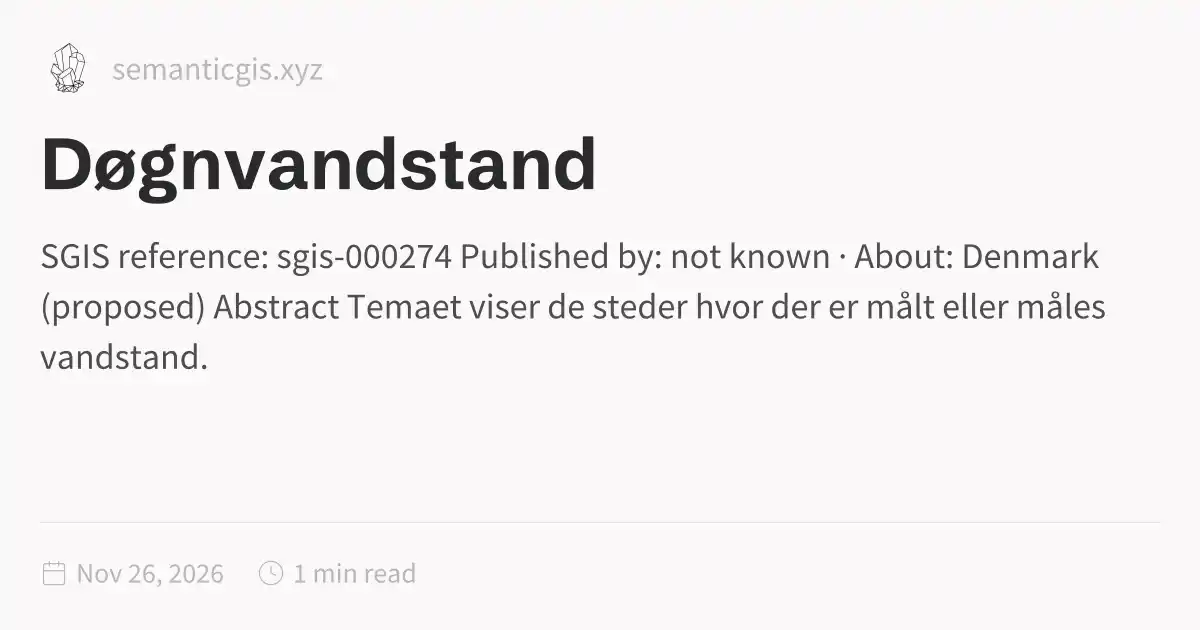 semanticgis.xyz
Døgnvandstand
SGIS reference: sgis-000274 Published by: not known · About: Denmark
(proposed) Abstract Temaet viser de steder hvor der er målt eller måles
vandstand.
Nov 26, 2026 1 min read